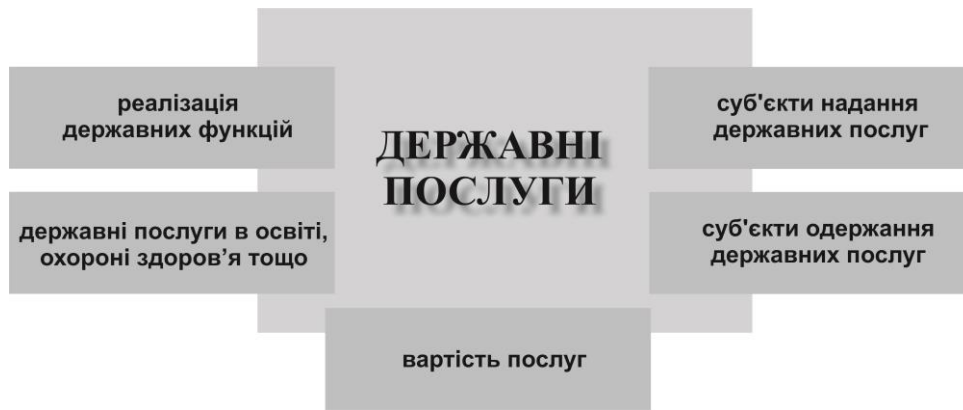 реалізація
державних функцій
державні послуги в освіті,
охороні здоров’я тощо
ДЕРЖАВНІ
ПОСЛУГИ
суб'єкти надання
державних послуг
суб'єкти одержання
державних послуг
вартість послуг